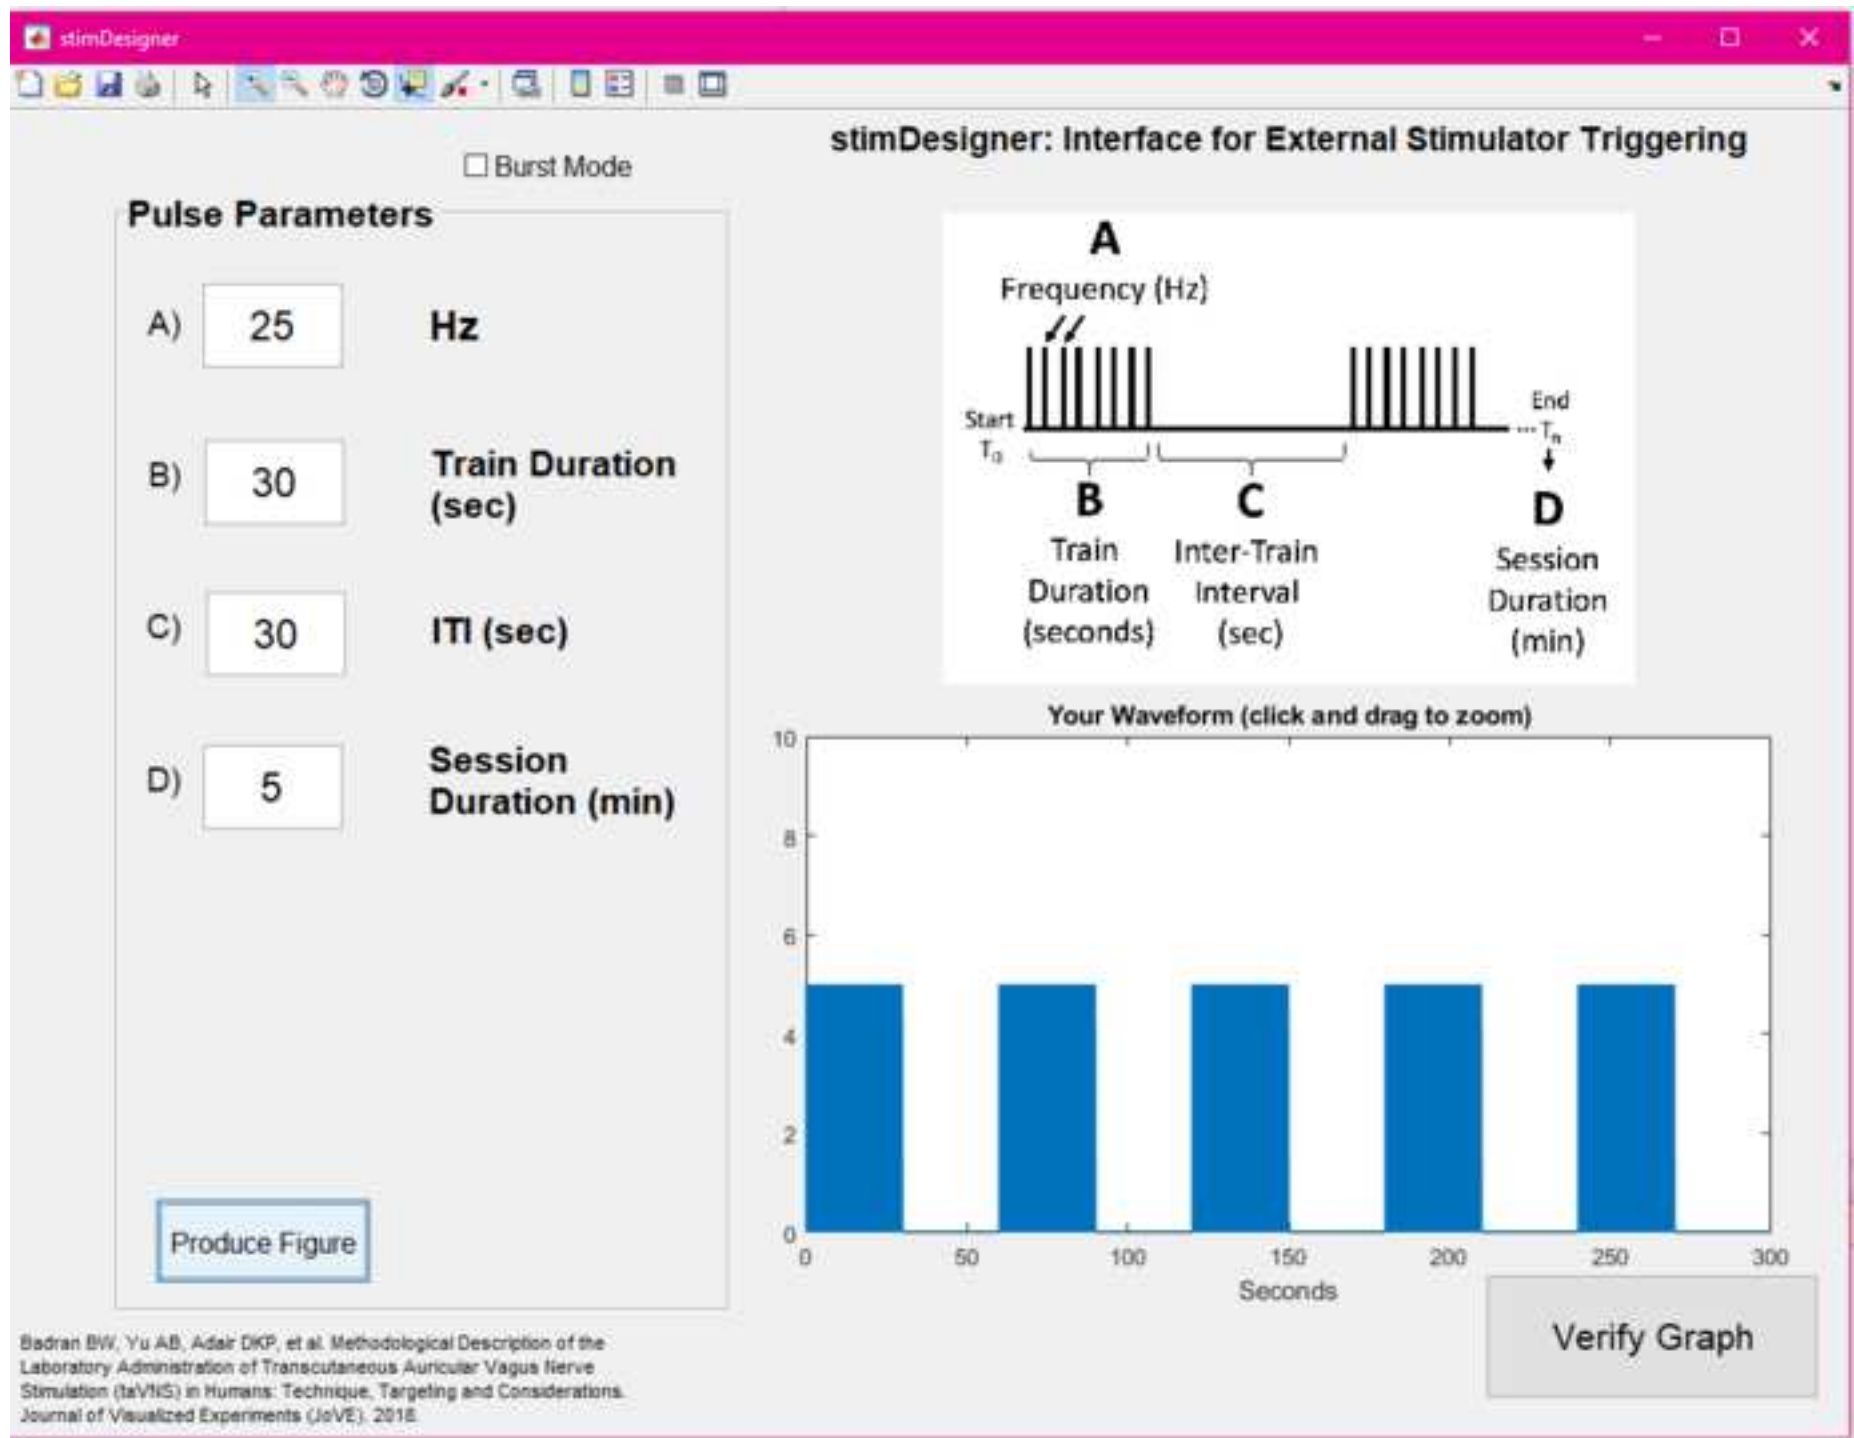 stimDesigner
stimDesigner: Interface for External Stimulator Triggering
Burst Mode
Pulse Parameters
A) 25 Hz
B) 30 Train Duration
(sec)
C) 30 ITI (sec)
D) 5 Session
Duration (min)
Produce Figure
A
Frequency (Hz)
Start
T0
End
... Tn
B
C
D
Train
Duration
(seconds)
Inter-Train
Interval
(sec)
Session
Duration
(min)
Your Waveform (click and drag to zoom)
10
8
6
4
2
0
0 50 100 150 200 250 300
Seconds
Verify Graph
Badran BW, Yu AB, Adair DKP, et al. Methodological Description of the
Laboratory Administration of Transcutaneous Auricular Vagus Nerve
Stimulation (taVNS) in Humans: Technique, Targeting and Considerations.
Journal of Visualized Experiments (JoVE). 2018.